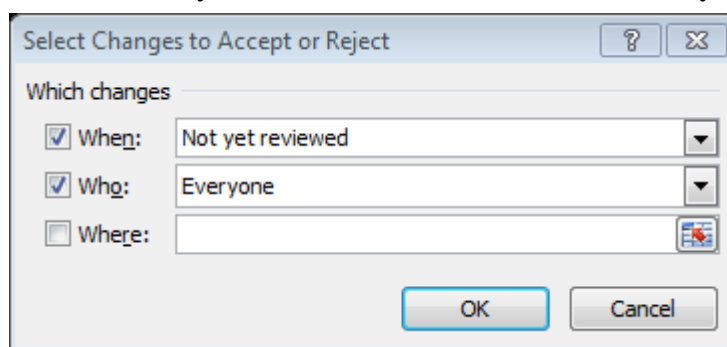 Select Changes to Accept or Reject
Which changes
When: Not yet reviewed
Who: Everyone
Where:
OK Cancel